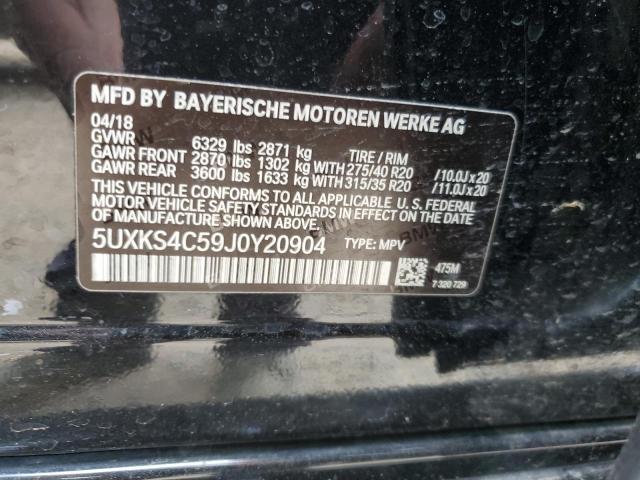 MFD BY BAYERISCHE MOTOREN WERKE AG
04/18
GVWR 6329 lbs 2871 kg TIRE / RIM
GAWR FRONT 2870 lbs 1302 kg WITH 275/40 R20 /10.0J x 20
GAWR REAR 3600 lbs 1633 kg WITH 315/35 R20 /11.0J x 20
THIS VEHICLE CONFORMS TO ALL APPLICABLE U.S. FEDERAL
MOTOR VEHICLE SAFETY STANDARDS IN EFFECT ON THE DATE
OF MANUFACTURE SHOWN ABOVE.
5UXKS4C59J0Y20904 TYPE: MPV
475M
7 320 729